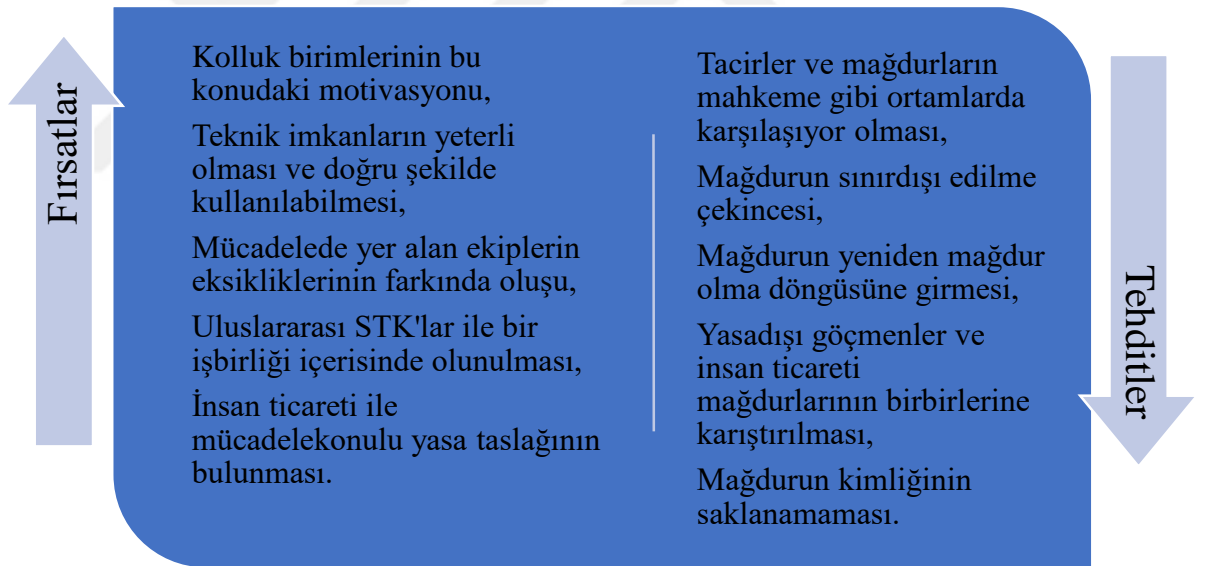 Fırsatlar
Kolluk birimlerinin bu
konudaki motivasyonu,
Teknik imkanların yeterli
olması ve doğru şekilde
kullanılabilmesi,
Mücadelede yer alan ekiplerin
eksikliklerinin farkında oluşu,
Uluslararası STK'lar ile bir
işbirliği içerisinde olunulması,
İnsan ticareti ile
mücadelekonulu yasa taslağının
bulunması.
Tacirler ve mağdurların
mahkeme gibi ortamlarda
karşılaşıyor olması,
Mağdurun sınırdışı edilme
çekincesi,
Mağdurun yeniden mağdur
olma döngüsüne girmesi,
Yasadışı göçmenler ve
insan ticareti
mağdurlarının birbirlerine
karıştırılması,
Mağdurun kimliğinin
saklanamaması.
Tehditler